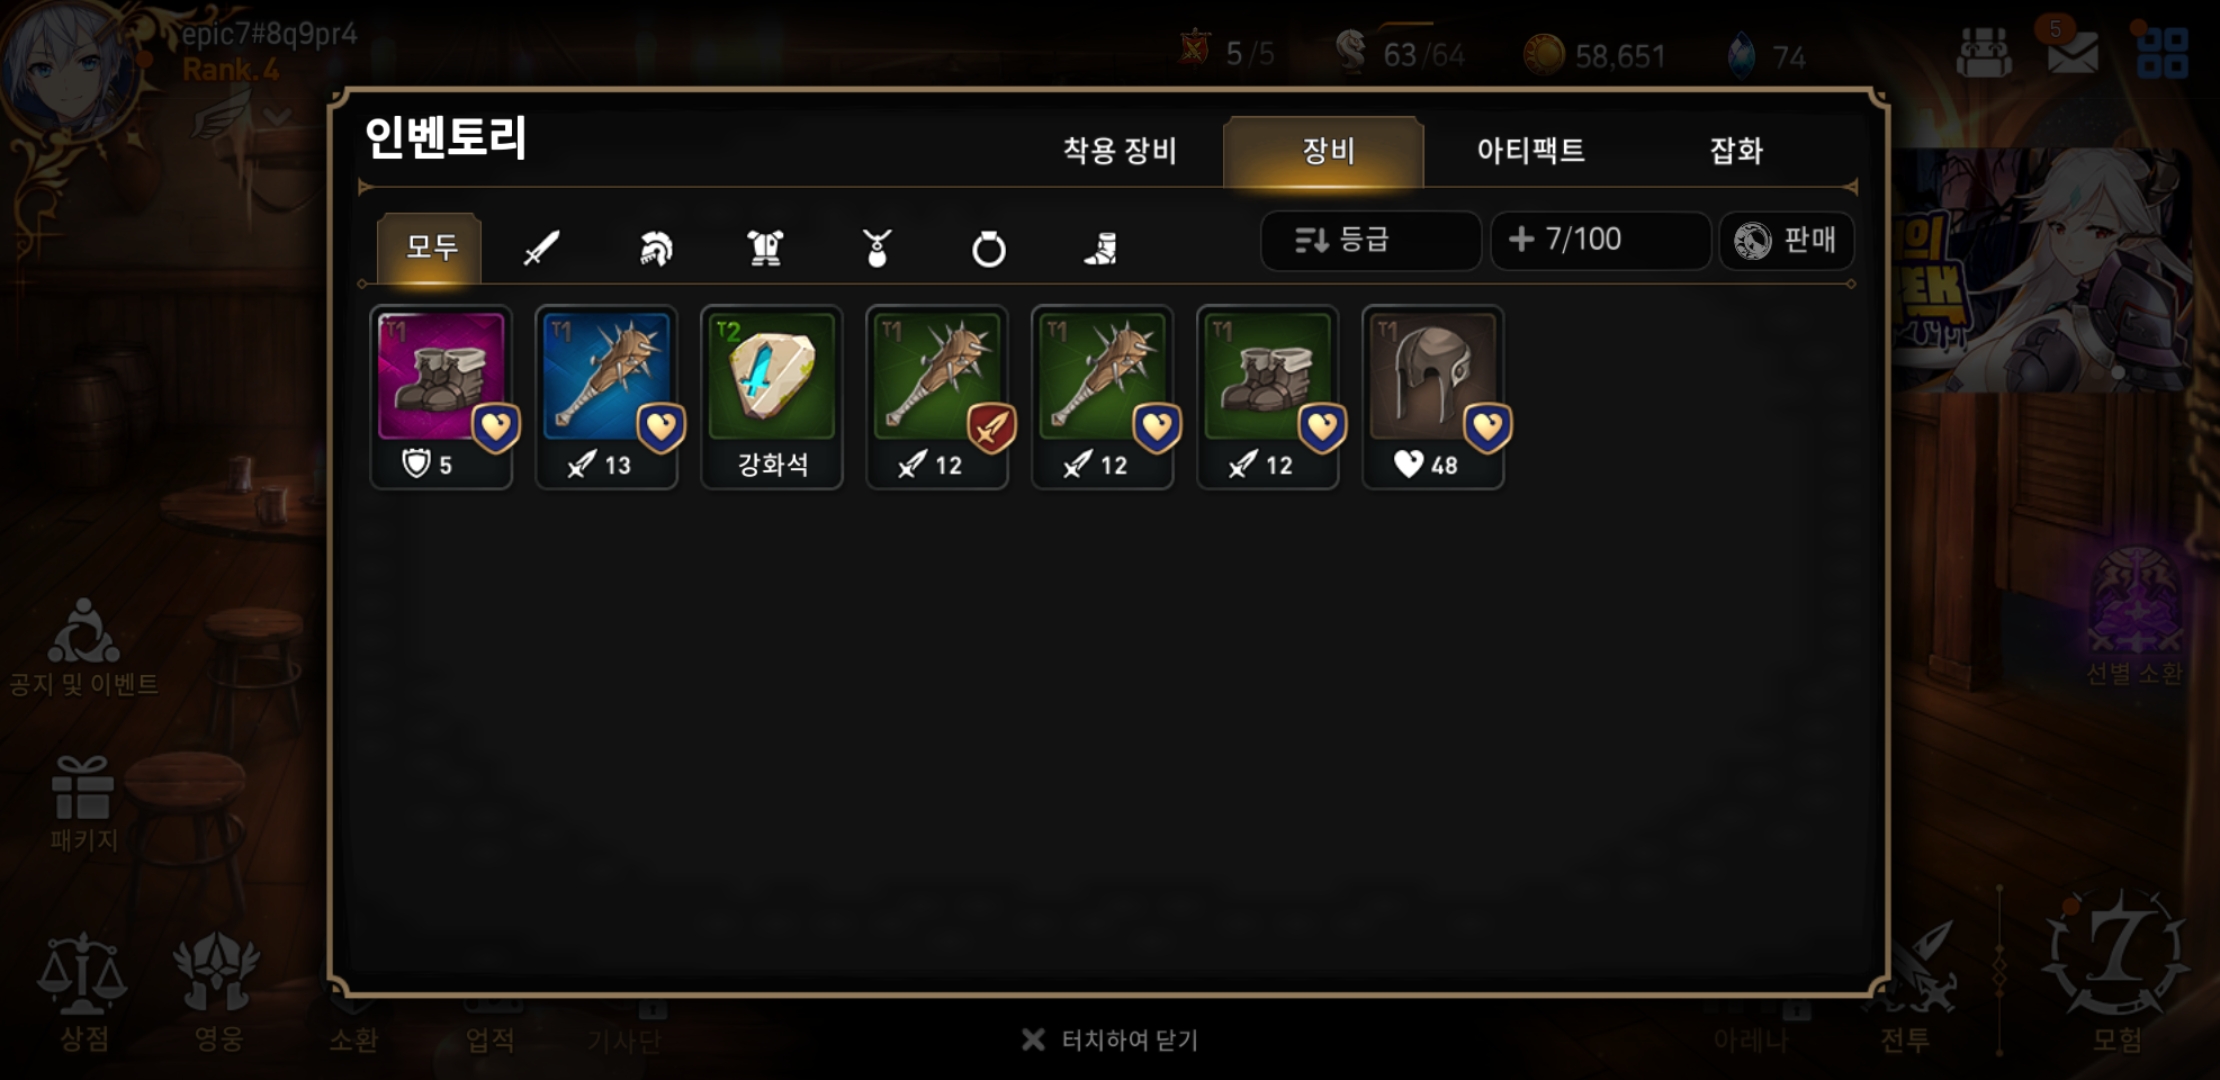 epic7#8q9pr4
Rank.4
5/5
63/64
58,651
74
5
인벤토리
착용 장비
장비
아티팩트
잡화
모두
등급
7/100
판매
T1
T1
T2
T1
T1
T1
T1
5
13
강화석
12
12
12
48
공지 및 이벤트
선별 소환
패키지
상점
영웅
소환
업적
기사단
터치하여 닫기
아레나
전투
7
모험